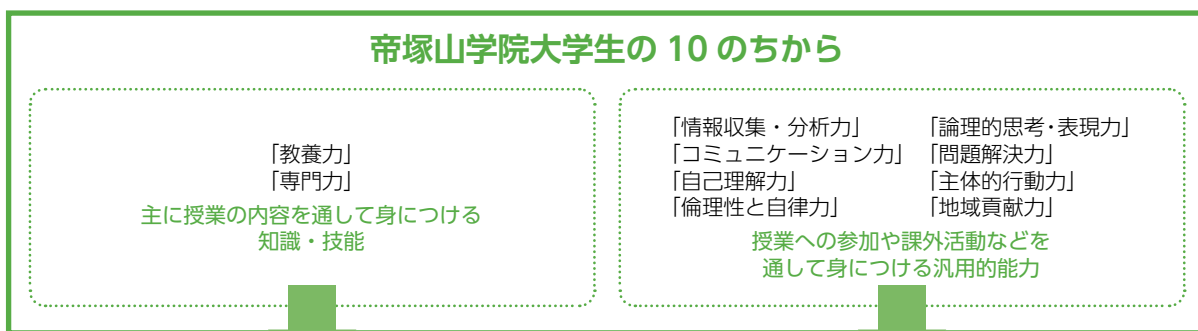 帝塚山学院大学生の 10 のちから
「教養力」
「専門力」
主に授業の内容を通して身につける
知識・技能
「情報収集・分析力」 「論理的思考・表現力」
「コミュニケーション力」 「問題解決力」
「自己理解力」 「主体的行動力」
「倫理性と自律力」 「地域貢献力」
授業への参加や課外活動などを
通して身につける汎用的能力